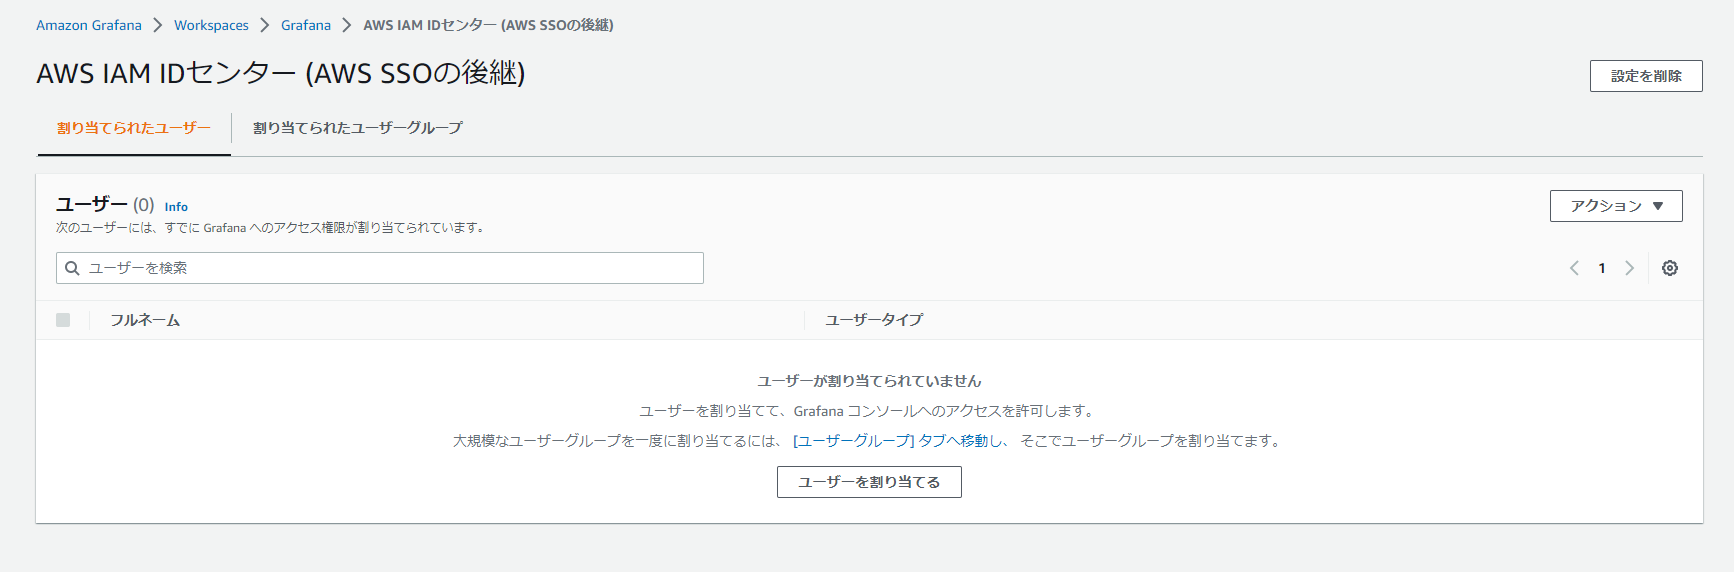 Amazon Grafana > Workspaces > Grafana > AWS IAM IDセンター (AWS SSOの後継)
AWS IAM IDセンター (AWS SSOの後継)
設定を削除
割り当てられたユーザー
割り当てられたユーザーグループ
ユーザー (0) Info
アクション ▼
次のユーザーには、すでに Grafana へのアクセス権限が割り当てられています。
ユーザーを検索
1
フルネーム
ユーザータイプ
ユーザーが割り当てられていません
ユーザーを割り当てて、Grafana コンソールへのアクセスを許可します。
大規模なユーザーグループを一度に割り当てるには、 [ユーザーグループ] タブへ移動し、 そこでユーザーグループを割り当てます。
ユーザーを割り当てる